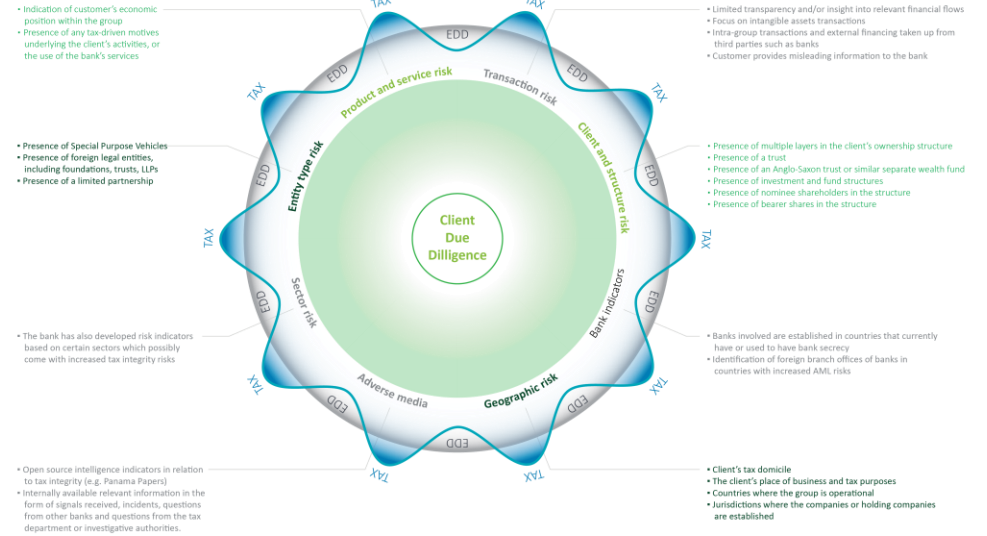 • Indication of customer's economic
position within the group
• Presence of any tax-driven motives
underlying the client's activities, or
the use of the bank's services
• Limited transparency and/or insight into relevant financial flows
• Focus on intangible assets transactions
• Intra-group transactions and external financing taken up from
third parties such as banks
• Customer provides misleading information to the bank
• Presence of Special Purpose Vehicles
• Presence of foreign legal entities,
including foundations, trusts, LLPs
• Presence of a limited partnership
• Presence of multiple layers in the client's ownership structure
• Presence of a trust
• Presence of an Anglo-Saxon trust or similar separate wealth fund
• Presence of investment and fund structures
• Presence of nominee shareholders in the structure
• Presence of bearer shares in the structure
TAX
TAX
EDD
EDD
EDD
Product and service risk
Transaction risk
TAX
TAX
Client and structure risk
Entity type risk
EDD
EDD
Client
Due
Dilligence
TAX
TAX
Sector risk
Bank indicators
EDD
EDD
Adverse media
Geographic risk
TAX
TAX
EDD
EDD
EDD
TAX
TAX
• The bank has also developed risk indicators
based on certain sectors which possibly
come with increased tax integrity risks
• Banks involved are established in countries that currently
have or used to have bank secrecy
• Identification of foreign branch offices of banks in
countries with increased AML risks
• Open source intelligence indicators in relation
to tax integrity (e.g. Panama Papers)
• Internally available relevant information in the
form of signals received, incidents, questions
from other banks and questions from the tax
department or investigative authorities.
• Client's tax domicile
• The client's place of business and tax purposes
• Countries where the group is operational
• Jurisdictions where the companies or holding companies
are established